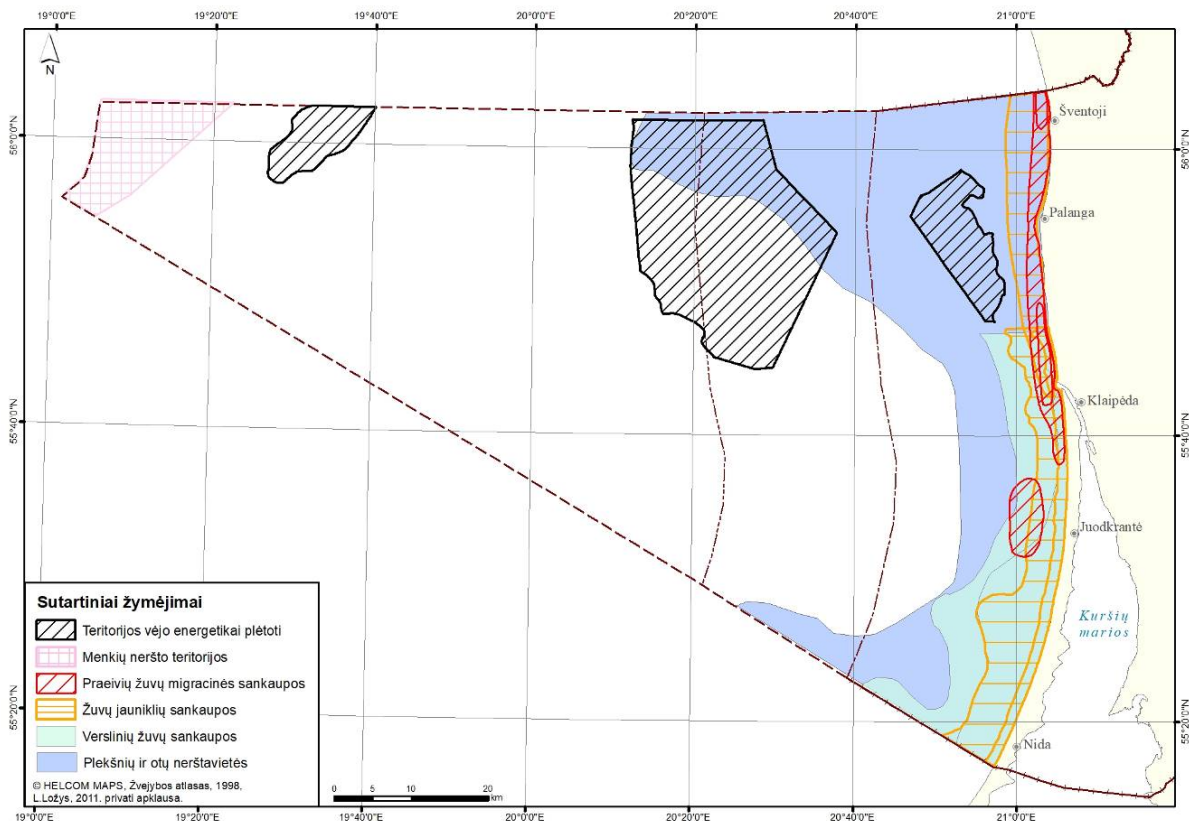 19°0'0"E 19°20'0"E 19°40'0"E 20°0'0"E 20°20'0"E 20°40'0"E 21°0'0"E
N
Šventoji
56°0'0"N 56°0'0"N
Palanga
Klaipėda
55°40'0"N 55°40'0"N
Juodkrantė
Kuršių
marios
55°20'0"N 55°20'0"N
Nida
Sutartiniai žymėjimai
Teritorijos vėjo energetikai plėtoti
Menkių neršto teritorijos
Praeivių žuvų migracinės sankaupos
Žuvų jauniklių sankaupos
Verslinių žuvų sankaupos
Plekšnių ir otų nerštavietės
© HELCOM MAPS, Žvejybos atlasas, 1998,
L.Ložys, 2011. privati apklausa.
0 5 10 20
km
19°0'0"E 19°20'0"E 19°40'0"E 20°0'0"E 20°20'0"E 20°40'0"E 21°0'0"E